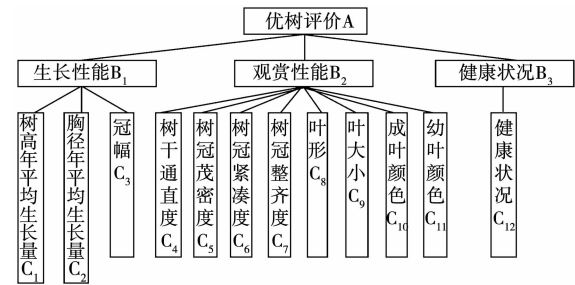 优树评价A
生长性能B₁
观赏性能B₂
健康状况B₃
树高年平均生长量C₁
胸径年平均生长量C₂
冠幅C₃
树干通直度C₄
树冠茂密度C₅
树冠紧凑度C₆
树冠整齐度C₇
叶形C₈
叶大小C₉
成叶颜色C₁₀
幼叶颜色C₁₁
健康状况C₁₂